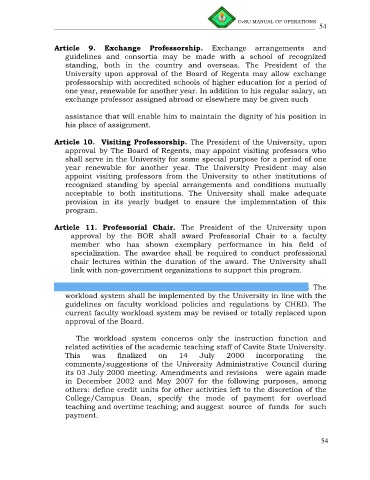 CvSU MANUAL OF OPERATIONS
54
Article 9. Exchange Professorship. Exchange arrangements and
guidelines and consortia may be made with a school of recognized
standing, both in the country and overseas. The President of the
University upon approval of the Board of Regents may allow exchange
professorship with accredited schools of higher education for a period of
one year, renewable for another year. In addition to his regular salary, an
exchange professor assigned abroad or elsewhere may be given such
assistance that will enable him to maintain the dignity of his position in
his place of assignment.
Article 10. Visiting Professorship. The President of the University, upon
approval by The Board of Regents, may appoint visiting professors who
shall serve in the University for some special purpose for a period of one
year renewable for another year. The University President may also
appoint visiting professors from the University to other institutions of
recognized standing by special arrangements and conditions mutually
acceptable to both institutions. The University shall make adequate
provision in its yearly budget to ensure the implementation of this
program.
Article 11. Professorial Chair. The President of the University upon
approval by the BOR shall award Professorial Chair to a faculty
member who has shown exemplary performance in his field of
specialization. The awardee shall be required to conduct professional
chair lectures within the duration of the award. The University shall
link with non-government organizations to support this program.
The
workload system shall be implemented by the University in line with the
guidelines on faculty workload policies and regulations by CHED. The
current faculty workload system may be revised or totally replaced upon
approval of the Board.
The workload system concerns only the instruction function and
related activities of the academic teaching staff of Cavite State University.
This was finalized on 14 July 2000 incorporating the
comments/suggestions of the University Administrative Council during
its 03 July 2000 meeting. Amendments and revisions were again made
in December 2002 and May 2007 for the following purposes, among
others: define credit units for other activities left to the discretion of the
College/Campus Dean, specify the mode of payment for overload
teaching and overtime teaching; and suggest source of funds for such
payment.
54